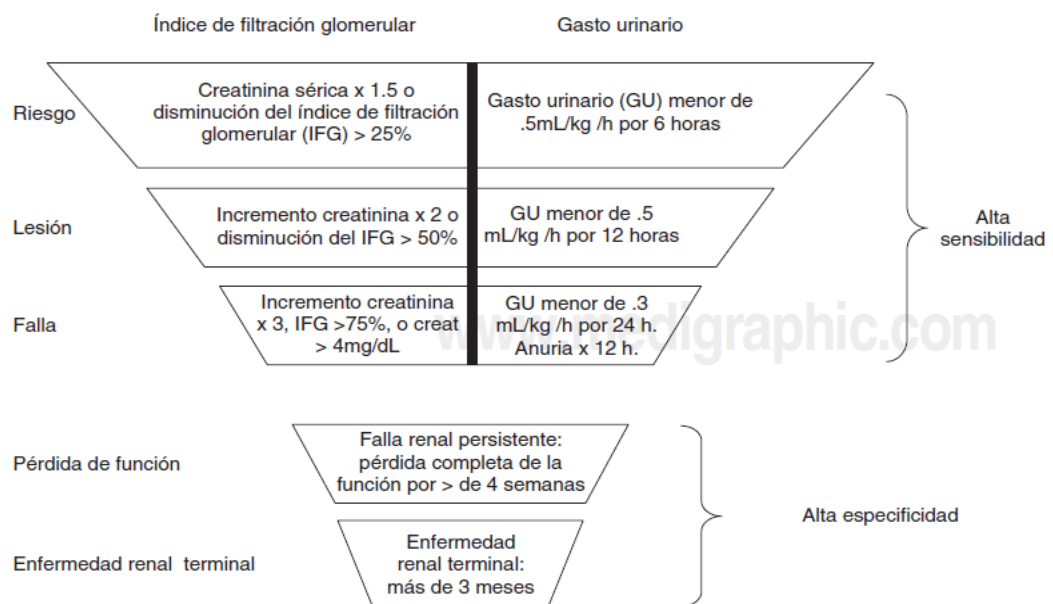 Índice de filtración glomerular
Gasto urinario
Riesgo
Creatinina sérica x 1.5 o
disminución del índice de filtración
glomerular (IFG) > 25%
Gasto urinario (GU) menor de
.5mL/kg /h por 6 horas
Lesión
Incremento creatinina x 2 o
disminución del IFG > 50%
GU menor de .5
mL/kg /h por 12 horas
Alta
sensibilidad
Falla
Incremento creatinina
x 3, IFG >75%, o creat
> 4mg/dL
GU menor de .3
mL/kg /h por 24 h.
Anuria x 12 h.
www.medigraphic.com
Pérdida de función
Falla renal persistente:
pérdida completa de la
función por > de 4 semanas
Alta especificidad
Enfermedad renal terminal
Enfermedad
renal terminal:
más de 3 meses